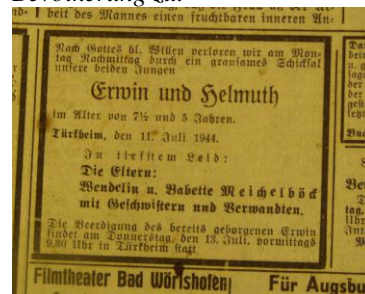 beit des Mannes einen fruchtbaren inneren An-
Nach Gottes hl. Willen verloren wir am Mon-
tag Nachmittag durch ein grausames Schicksal
unsere beiden Jungen
Erwin und Helmuth
im Alter von 7½ und 5 Jahren.
Türkheim, den 11. Juli 1944.
In tiefstem Leid:
Die Eltern:
Wendelin u. Babette Meichelböck
mit Geschwistern und Verwandten.
Die Beerdigung des bereits geborgenen Erwin
findet am Donnerstag, den 13. Juli, vormittags
9.30 Uhr in Türkheim statt.
Filmtheater Bad Wörishofen
Für Augsbu